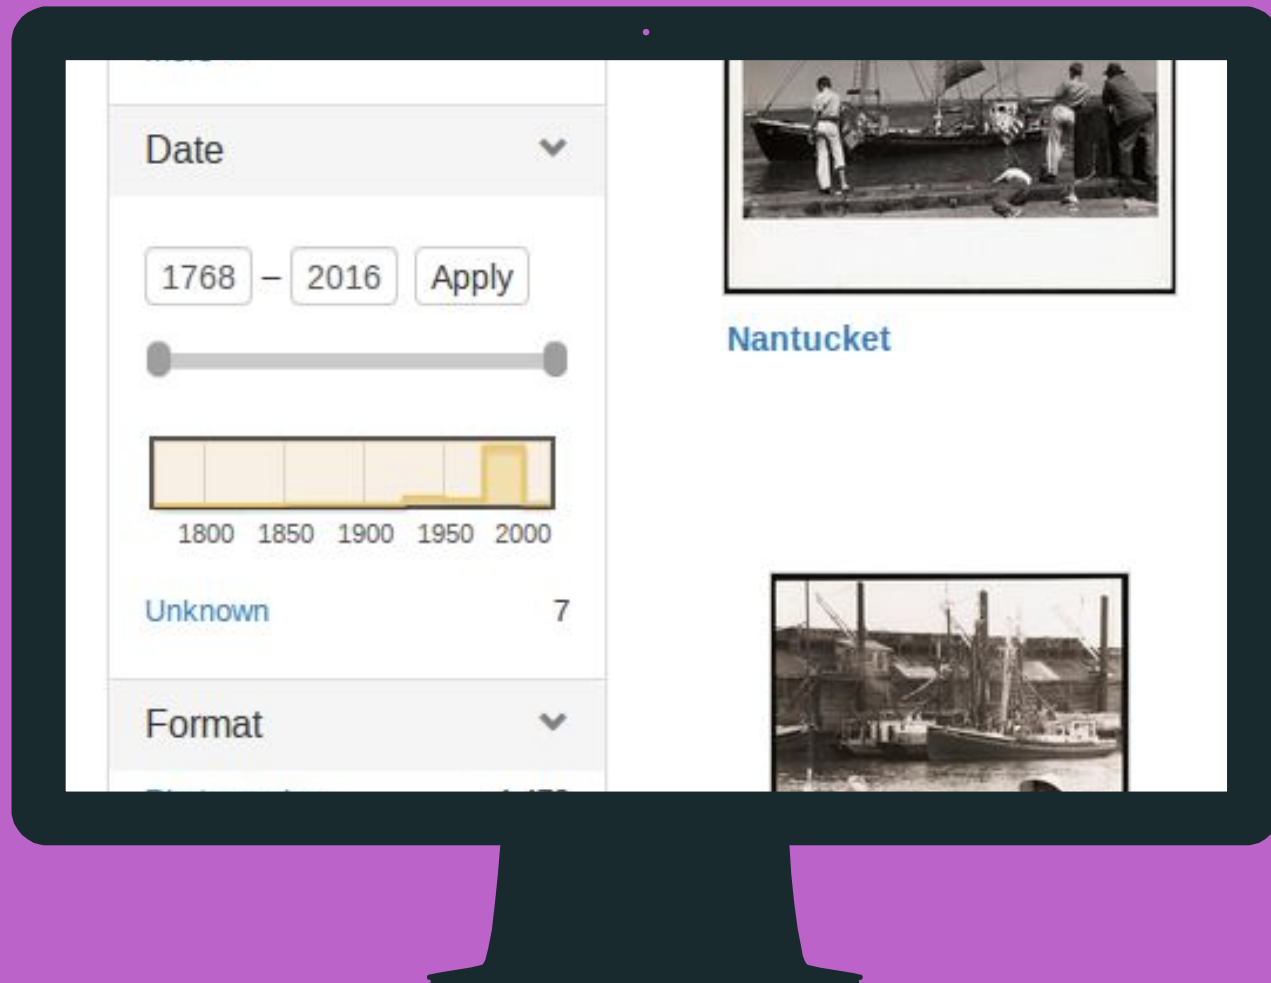 Date
1768 – 2016 Apply
1800 1850 1900 1950 2000
Unknown 7
Format
Nantucket